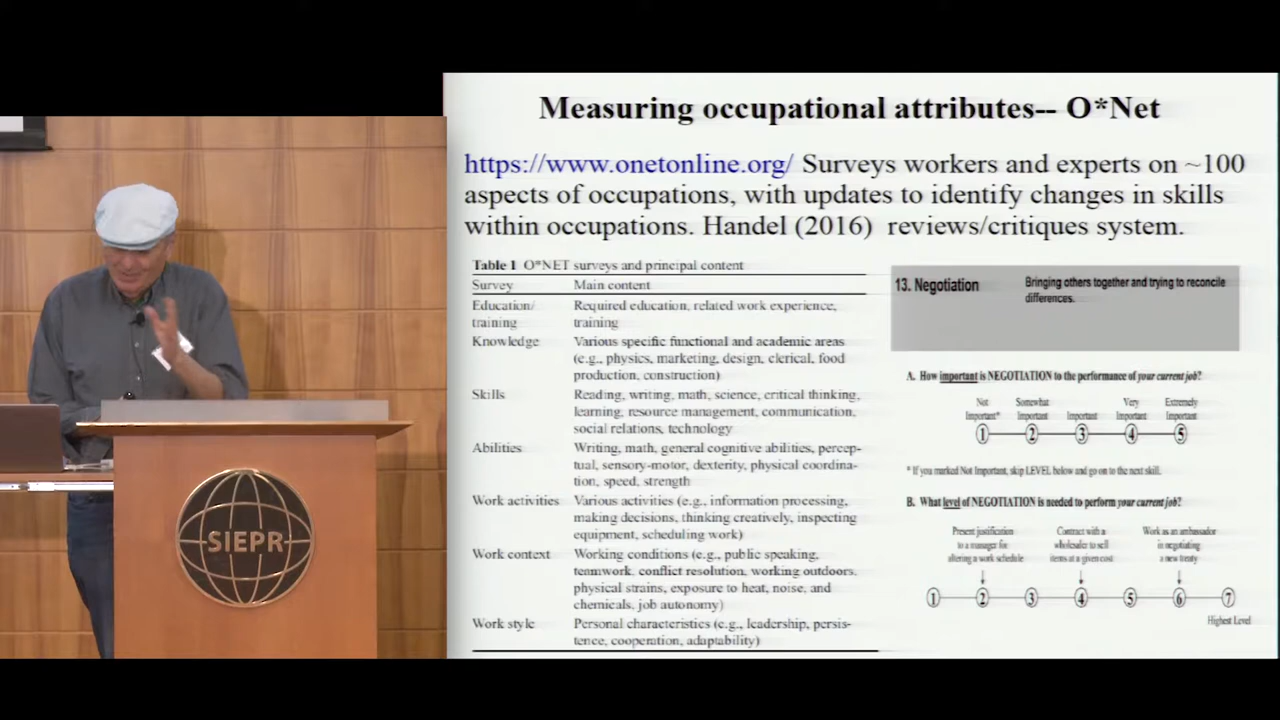 Measuring occupational attributes-- O*Net
https://www.onetonline.org/ Surveys workers and experts on ~100
aspects of occupations, with updates to identify changes in skills
within occupations. Handel (2016) reviews/critiques system.
Table 1 O*NET surveys and principal content
Survey Main content
Education/ Required education, related work experience,
training training
Knowledge Various specific functional and academic areas
(e.g., physics, marketing, design, clerical, food
production, construction)
Skills Reading, writing, math, science, critical thinking,
learning, resource management, communication,
social relations, technology
Abilities Writing, math, general cognitive abilities, percep-
tual, sensory-motor, dexterity, physical coordina-
tion, speed, strength
Work activities Various activities (e.g., information processing,
making decisions, thinking creatively, inspecting
equipment, scheduling work)
Work context Working conditions (e.g., public speaking,
teamwork, conflict resolution, working outdoors,
physical strains, exposure to heat, noise, and
chemicals, job autonomy)
Work style Personal characteristics (e.g., leadership, persis-
tence, cooperation, adaptability)
13. Negotiation Bringing others together and trying to reconcile
differences.
A. How important is NEGOTIATION to the performance of your current job?
Not Somewhat Very Extremely
Important* Important Important Important Important
1 2 3 4 5
* If you marked Not Important, skip LEVEL below and go on to the next skill.
B. What level of NEGOTIATION is needed to perform your current job?
Present justification Contract with a Work as an ambassador
to a manager for wholesaler to sell in negotiating
altering a work schedule items at a given cost a new treaty
1 2 3 4 5 6 7
Highest Level
SIEPR